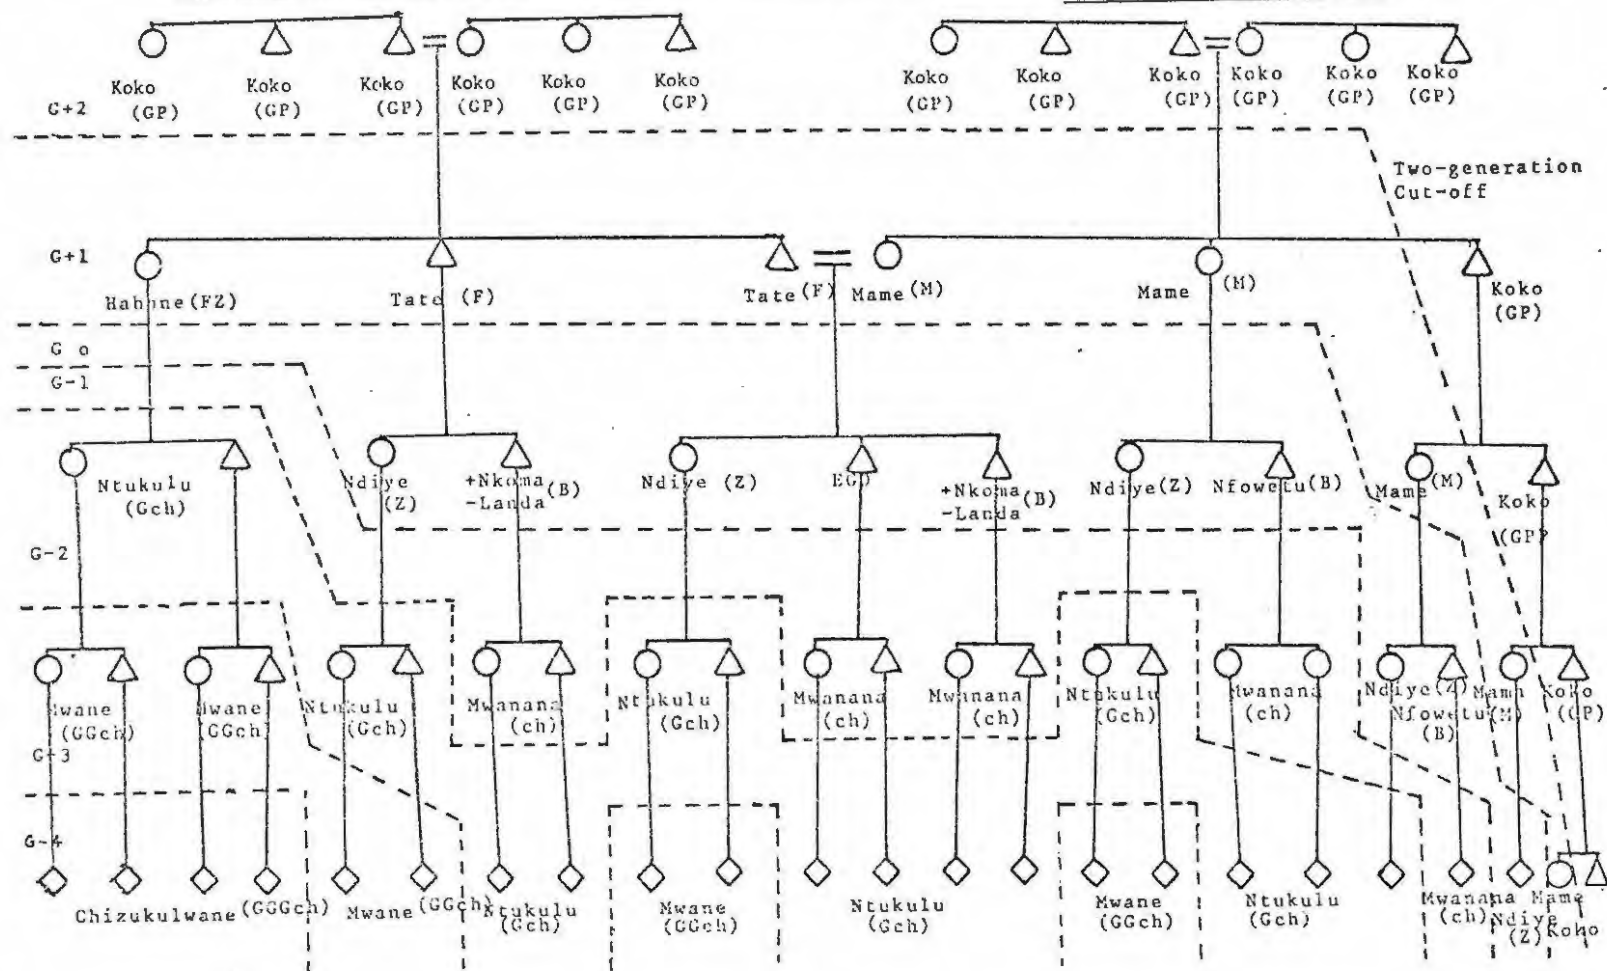 Koko Koko Koko Koko Koko Koko Koko Koko Koko Koko Koko Koko
(GP) (GP) (GP) (GP) (GP) (GP) (GP) (GP) (GP) (GP) (GP) (GP)
G+2
Two-generation
Cut-off
G+1
(FZ) Tate (F) Tate (F) Mame (M) Mame (M) Koko
(GP)
G o
G-1
Ntukulu
(Gch)
Ndiye
(Z)
+Nkoma (B)
-Landa
Ndiye (Z)
+Nkoma (B)
-Landa
Ndiye (Z) Nfowetu (B) Mame (M) Koko
(GP)
G-2
Mwane
(GGch)
Mwane
(GGch)
Ntukulu
(Gch)
Mwanana
(ch)
Ntukulu
(Gch)
Mwanana
(ch)
Mwanana
(ch)
Ntukulu
(Gch)
Mwanana
(ch)
Ndiye (Z)
Nfowetu
(B)
(M)
Koko
(GP)
G+3
G-4
Chizukulwane (GGGch)
Mwane (GGch)
Ntukulu
(Gch)
Mwane
(GGch)
Ntukulu
(Gch)
Mwane
(GGch)
Ntukulu
(Gch)
Mwanana
(ch)
Mame
Ndiye
(Z)
Koko